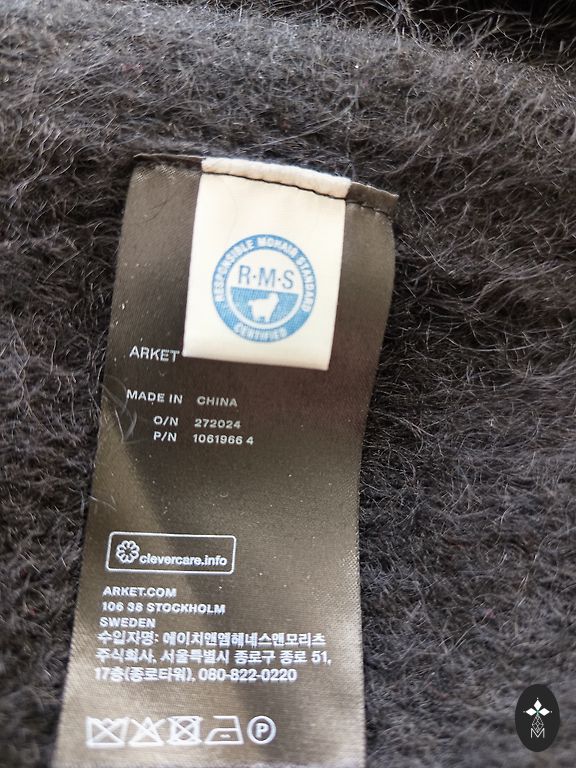 RESPONSIBLE MOHAIR STANDARD
R·M·S
CERTIFIED
ARKET
MADE IN CHINA
O/N 272024
P/N 1061966 4
clevercare.info
ARKET.COM
106 38 STOCKHOLM
SWEDEN
수입자명: 에이치앤엠헤네스앤모리츠
주식회사, 서울특별시 종로구 종로 51,
17층(종로타워), 080-822-0220
P
M